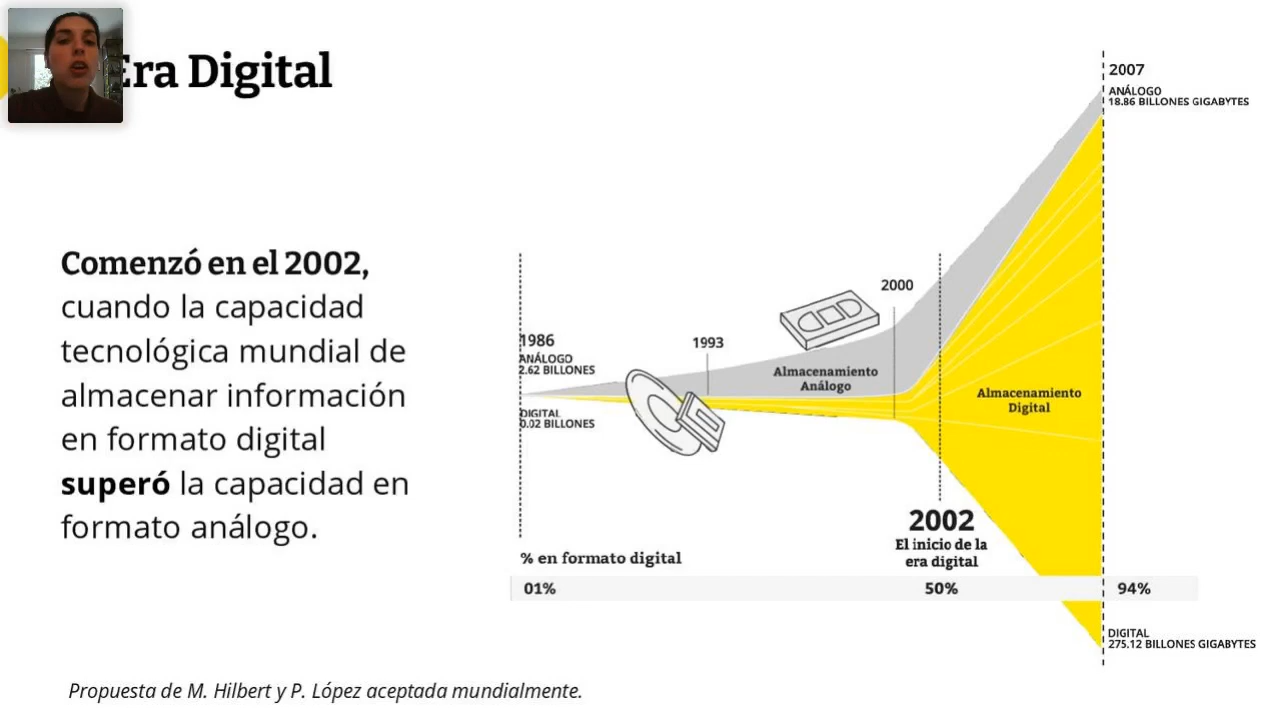 Era Digital
Comenzó en el 2002,
cuando la capacidad
tecnológica mundial de
almacenar información
en formato digital
superó la capacidad en
formato análogo.
1986
ANÁLOGO
2.62 BILLONES
DIGITAL
0.02 BILLONES
1993
Almacenamiento
Análogo
2000
2002
El inicio de la
era digital
Almacenamiento
Digital
2007
ANÁLOGO
18.86 BILLONES GIGABYTES
DIGITAL
275.12 BILLONES GIGABYTES
% en formato digital
01%
50%
94%
Propuesta de M. Hilbert y P. López aceptada mundialmente.